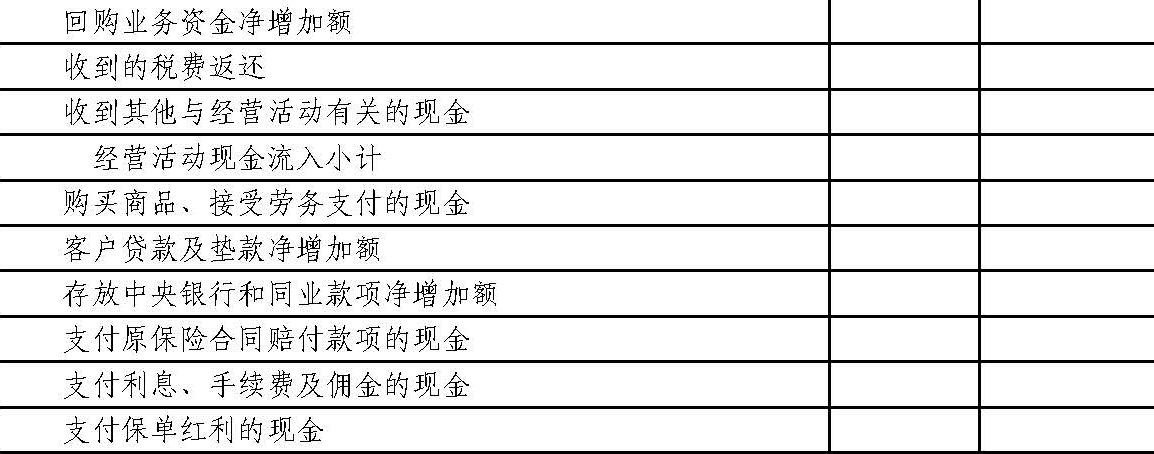 回购业务资金净增加额
收到的税费返还
收到其他与经营活动有关的现金
经营活动现金流入小计
购买商品、接受劳务支付的现金
客户贷款及垫款净增加额
存放中央银行和同业款项净增加额
支付原保险合同赔付款项的现金
支付利息、手续费及佣金的现金
支付保单红利的现金